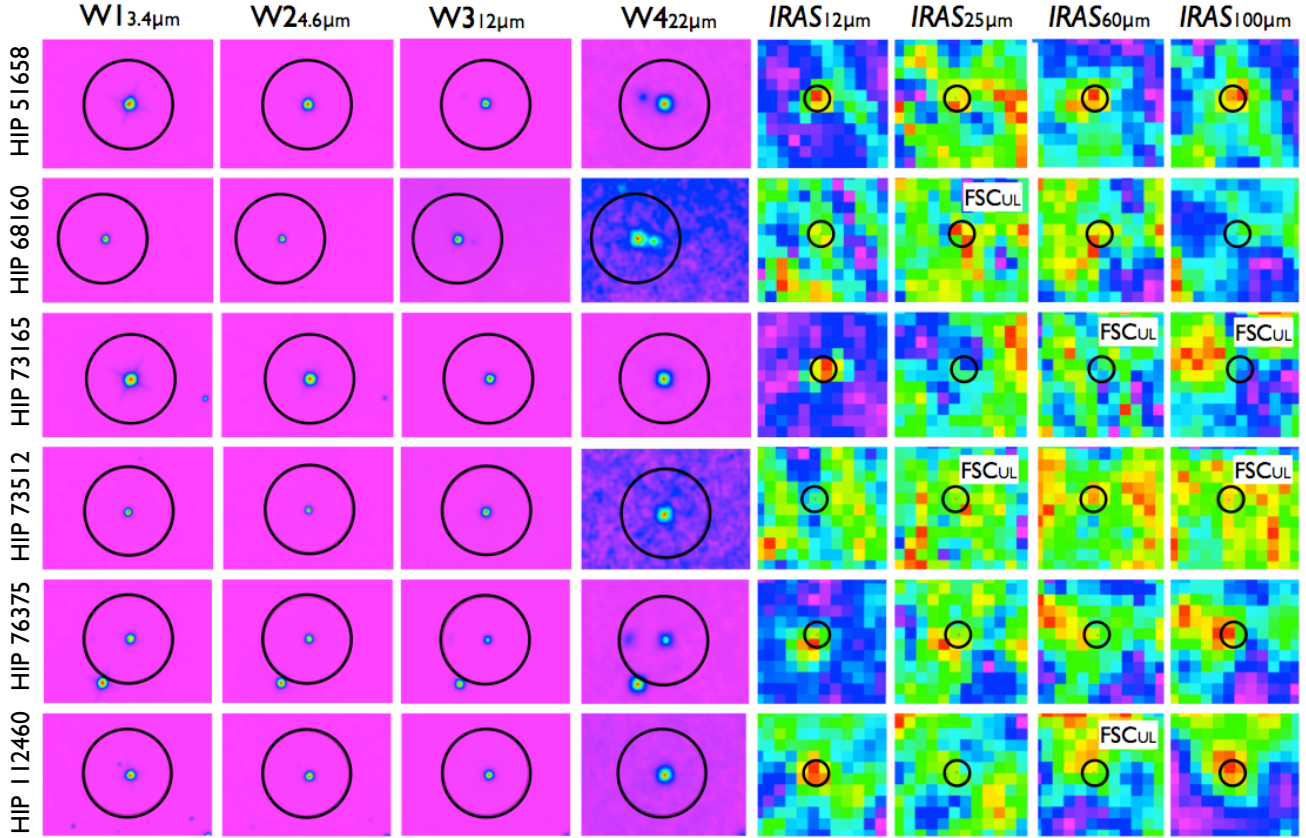 W1 3.4µm W2 4.6µm W3 12µm W4 22µm IRAS 12µm IRAS 25µm IRAS 60µm IRAS 100µm
HIP 51658
HIP 68160
FSCUL
HIP 73165
FSCUL FSCUL
HIP 73512
FSCUL FSCUL
HIP 76375
HIP 112460
FSCUL